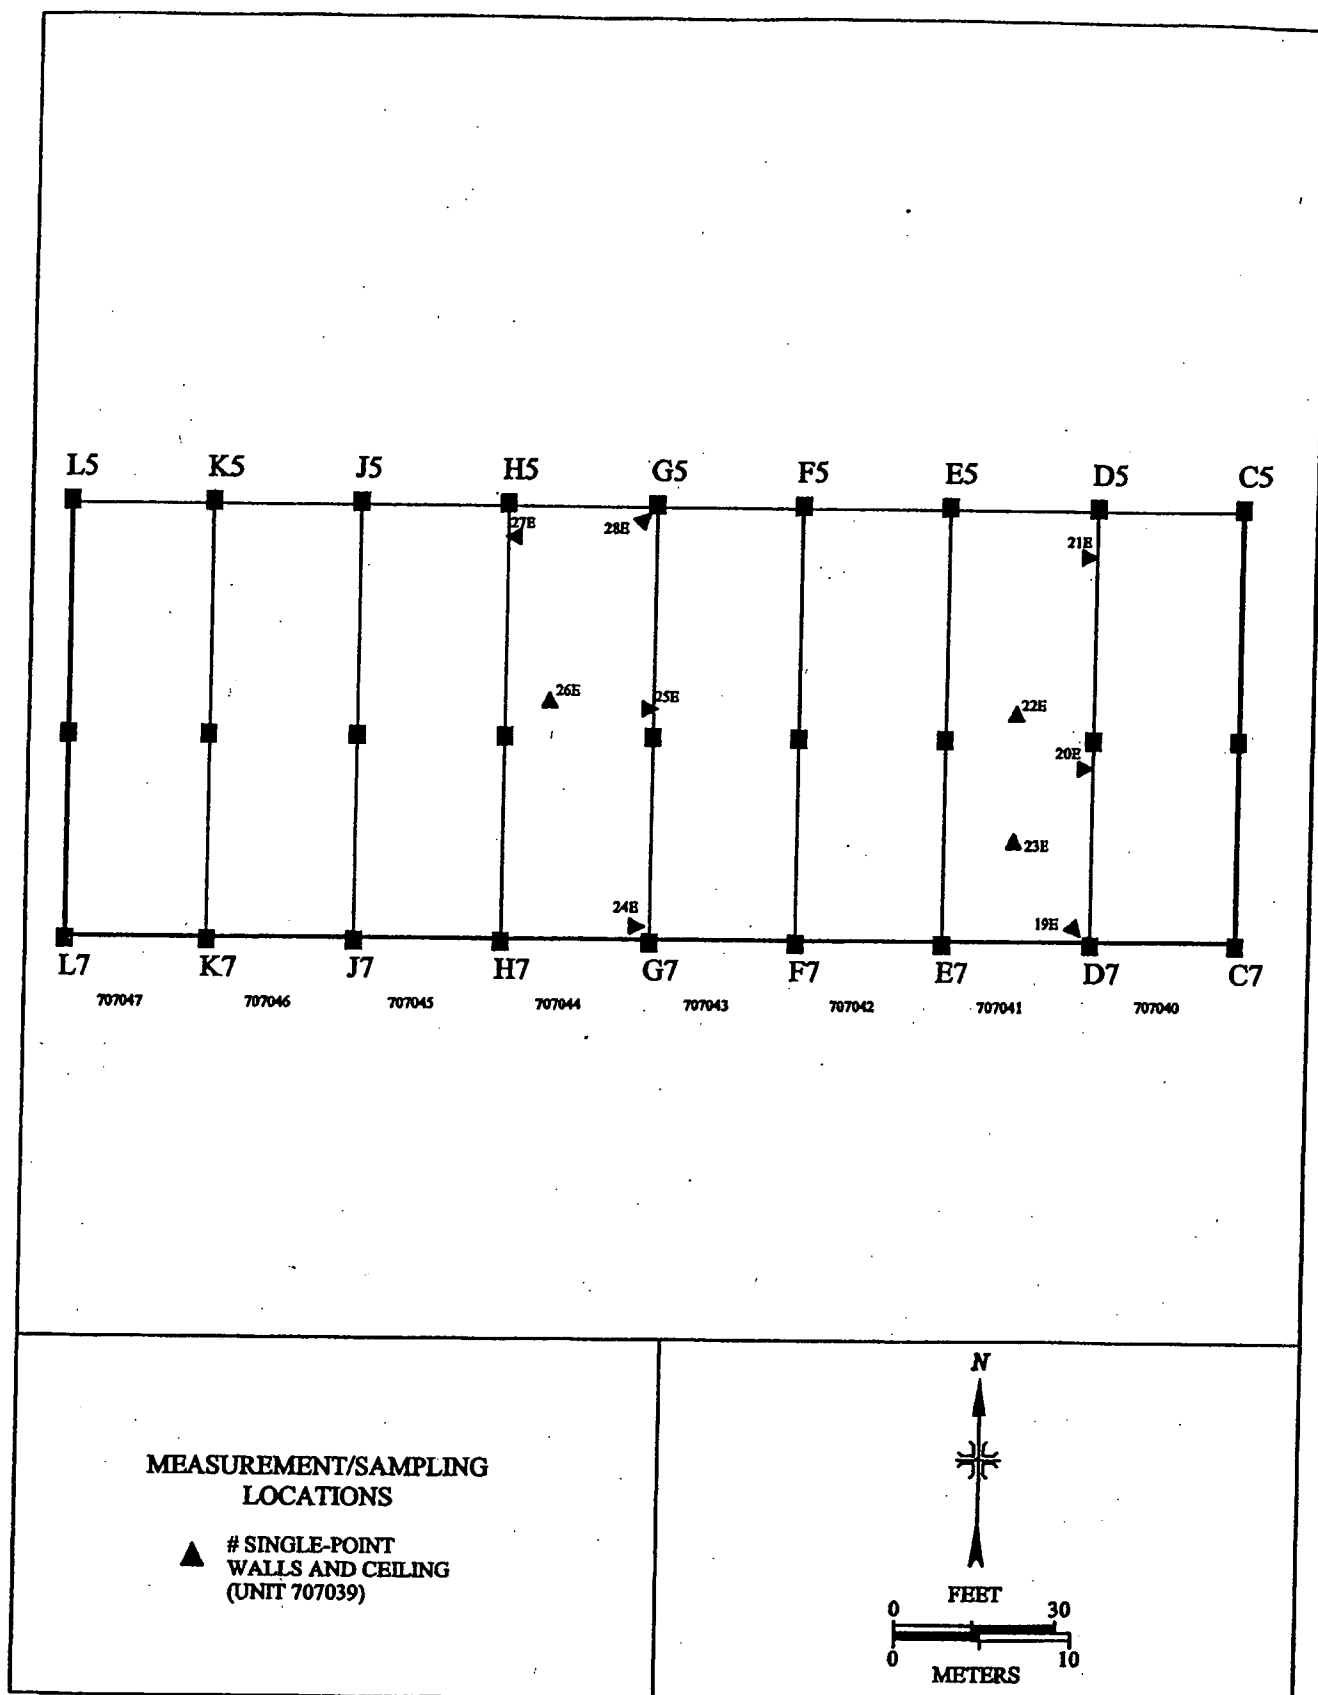 L5 K5 J5 H5 G5 F5 E5 D5 C5
27E
28E
21E
26E
25E
22E
20E
23E
24E
19E
L7 K7 J7 H7 G7 F7 E7 D7 C7
707047 707046 707045 707044 707043 707042 707041 707040
MEASUREMENT/SAMPLING
LOCATIONS
# SINGLE-POINT
WALLS AND CEILING
(UNIT 707039)
N
FEET
0 30
0 10
METERS